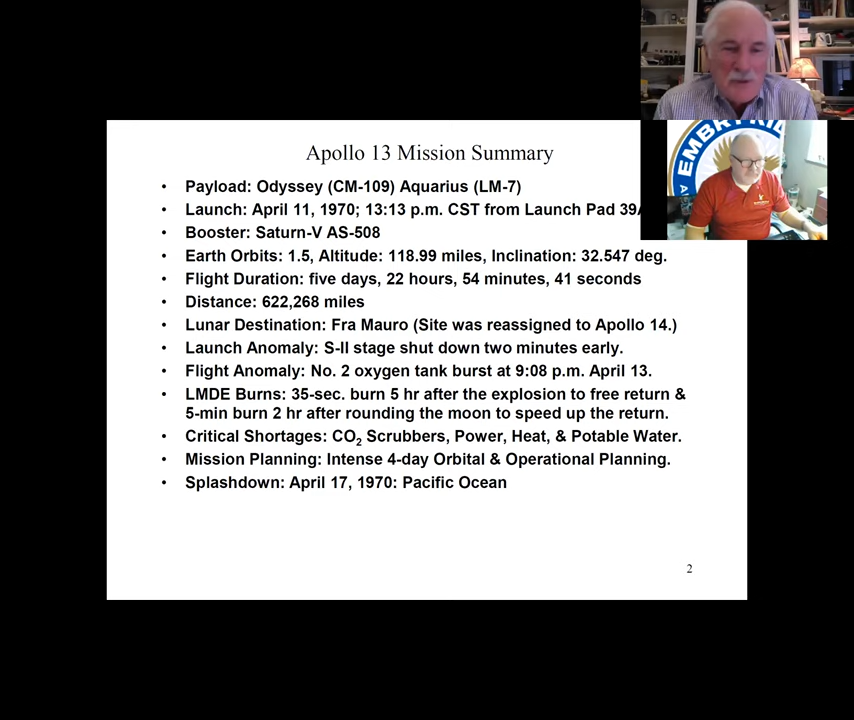 Apollo 13 Mission Summary
• Payload: Odyssey (CM-109) Aquarius (LM-7)
• Launch: April 11, 1970; 13:13 p.m. CST from Launch Pad 39A
• Booster: Saturn-V AS-508
• Earth Orbits: 1.5, Altitude: 118.99 miles, Inclination: 32.547 deg.
• Flight Duration: five days, 22 hours, 54 minutes, 41 seconds
• Distance: 622,268 miles
• Lunar Destination: Fra Mauro (Site was reassigned to Apollo 14.)
• Launch Anomaly: S-II stage shut down two minutes early.
• Flight Anomaly: No. 2 oxygen tank burst at 9:08 p.m. April 13.
• LMDE Burns: 35-sec. burn 5 hr after the explosion to free return &
5-min burn 2 hr after rounding the moon to speed up the return.
• Critical Shortages: CO₂ Scrubbers, Power, Heat, & Potable Water.
• Mission Planning: Intense 4-day Orbital & Operational Planning.
• Splashdown: April 17, 1970: Pacific Ocean
2
EMBRY RID